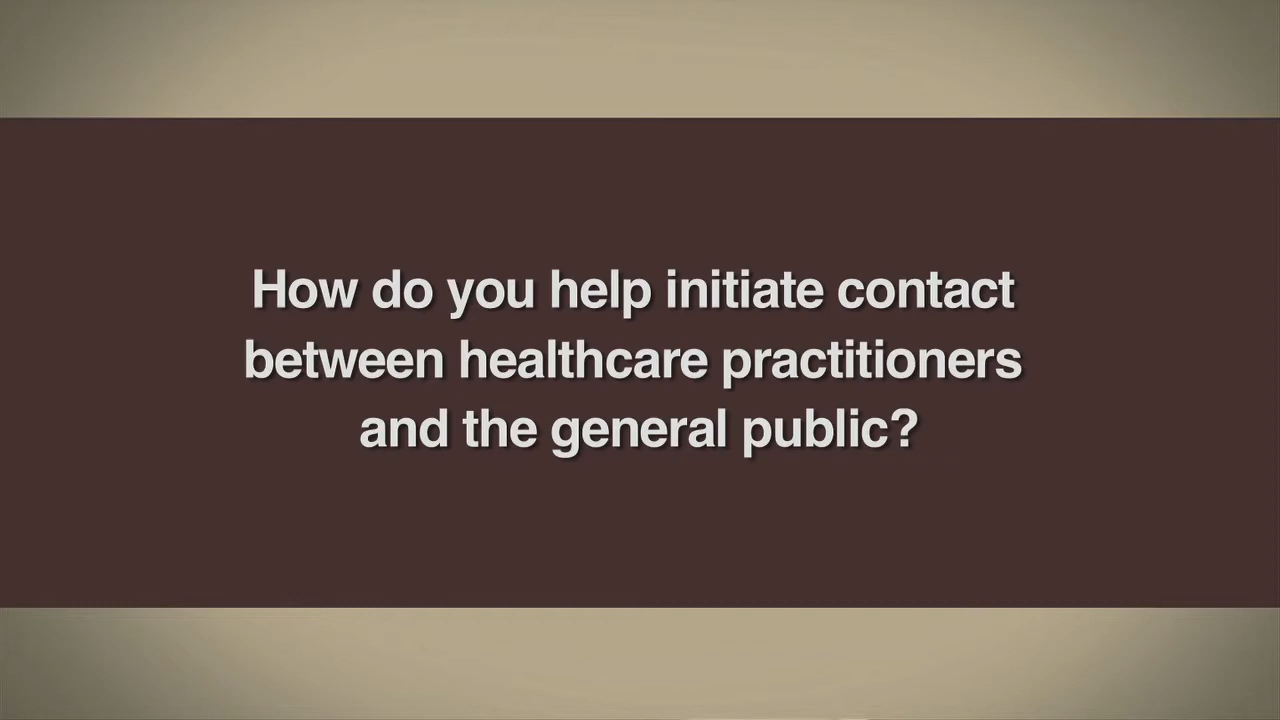 How do you help initiate contact
between healthcare practitioners
and the general public?